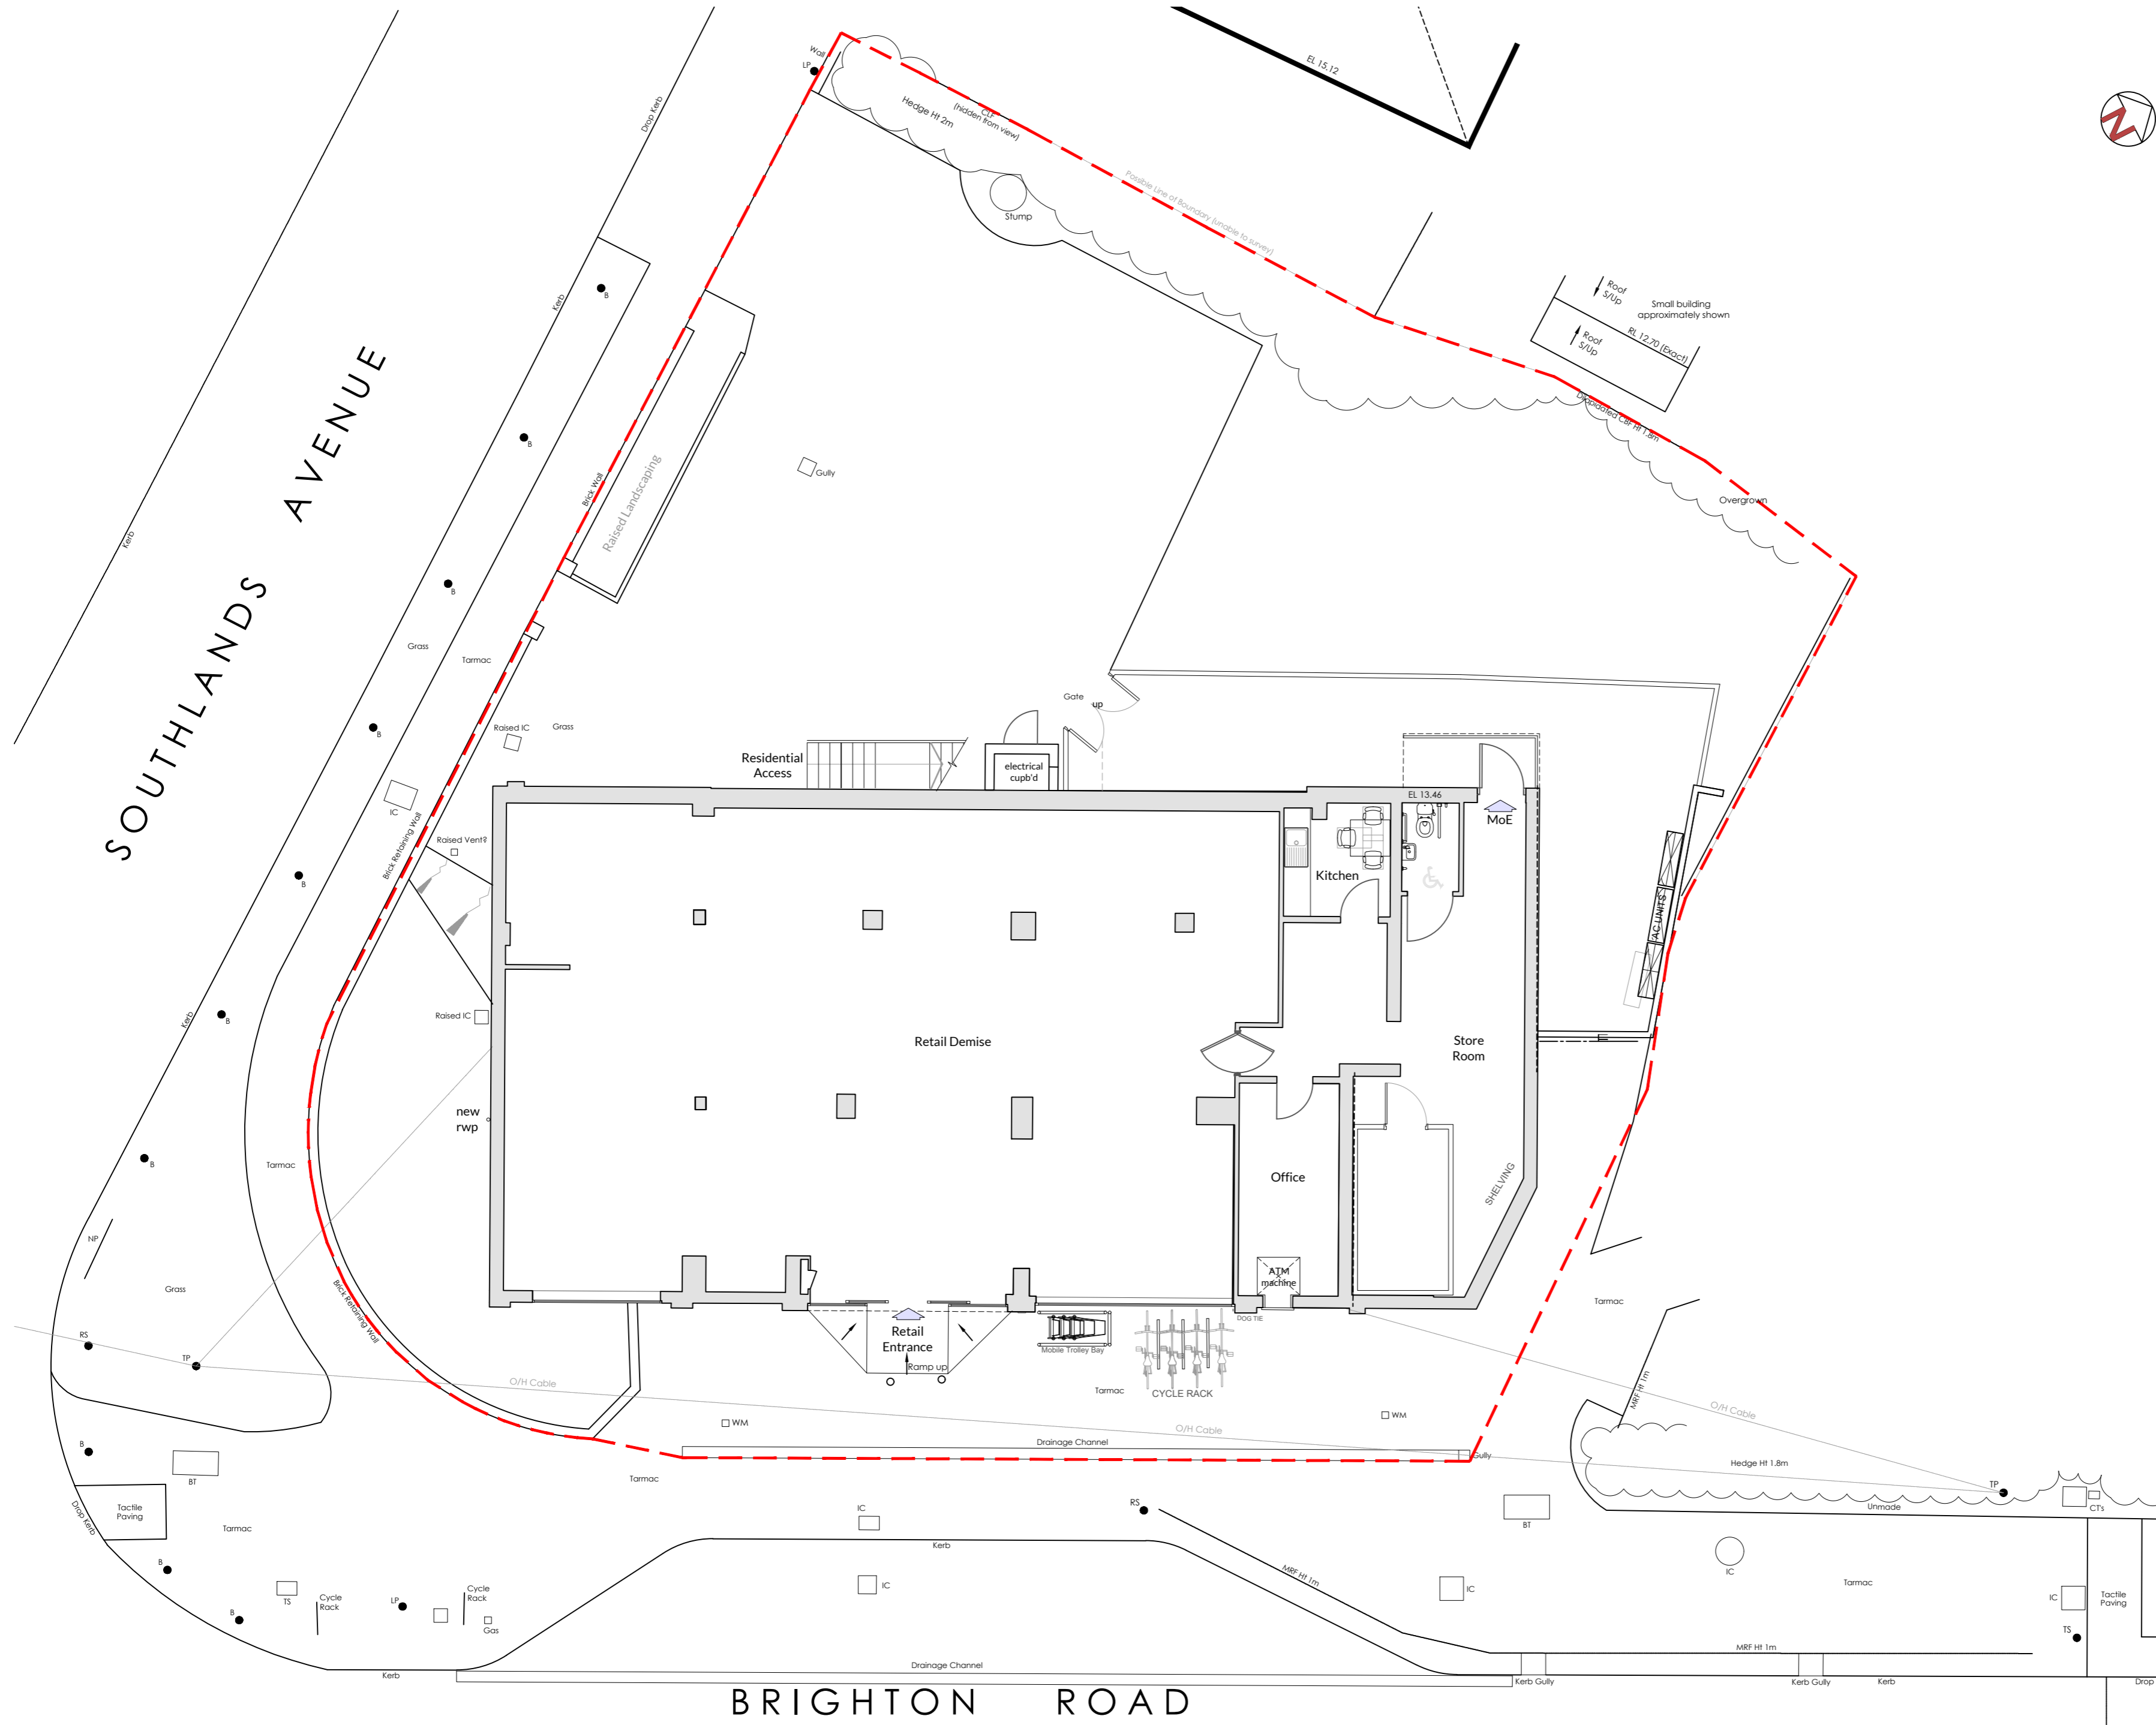 Wall
LP
EL 15.12
Drop Kerb
Hedge Ht 2m
CLF
(hidden from view)
Possible Line of Boundary (unable to survey)
Stump
Kerb
B
Roof
S/Up
Small building
approximately shown
RL 12.70 (Exact)
Roof
S/Up
SOUTHLANDS AVENUE
B
Dilapidated CBF Ht 1.8m
Gully
Brick Wall
Raised Landscaping
Overgrown
Kerb
B
Grass
Tarmac
Gate
up
Raised IC
Grass
B
Residential
Access
electrical
cupb'd
EL 13.46
MoE
IC
Brick Retaining Wall
Raised Vent?
Kitchen
B
AC UNITS
Kerb
B
Raised IC
Retail Demise
Store
Room
new
rwp
B
Tarmac
Office
SHELVING
NP
Grass
Brick Retaining Wall
ATM
machine
Tarmac
RS
TP
Retail
Entrance
Ramp up
DOG TIE
Mobile Trolley Bay
O/H Cable
Tarmac
CYCLE RACK
MRF Ht 1m
O/H Cable
WM
O/H Cable
WM
B
Drainage Channel
Gully
Hedge Ht 1.8m
BT
Tarmac
TP
CT's
Unmade
Drop Kerb
Tactile
Paving
Tarmac
IC
RS
BT
Kerb
IC
B
IC
MRF Ht 1m
IC
Tarmac
IC
Tactile
Paving
TS
Cycle
Rack
LP
Cycle
Rack
Gas
B
TS
MRF Ht 1m
Kerb
Drainage Channel
Kerb Gully
Kerb Gully
Kerb
Drop
BRIGHTON ROAD